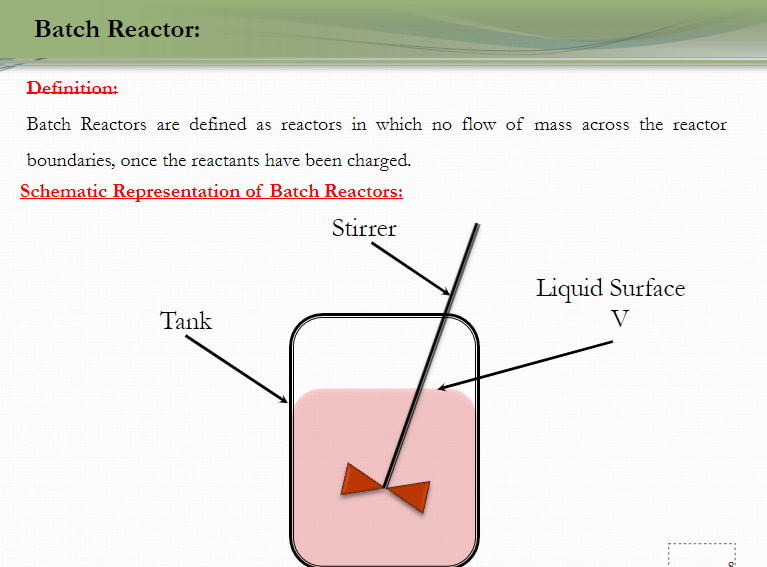 Batch Reactor:
Definition:
Batch Reactors are defined as reactors in which no flow of mass across the reactor
boundaries, once the reactants have been charged.
Schematic Representation of Batch Reactors:
Stirrer
Liquid Surface
V
Tank